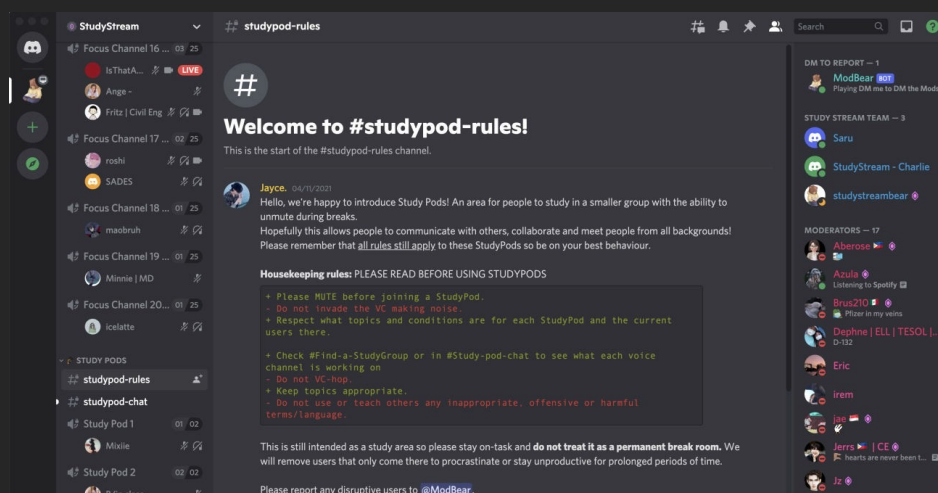 StudyStream
Focus Channel 16 ... 03 25
IsThatA... LIVE
Ange -
Fritz | Civil Eng
Focus Channel 17 ... 02 25
roshi
SADES
Focus Channel 18 ... 01 25
maobruh
Focus Channel 19 ... 01 25
Minnie | MD
Focus Channel 20... 01 25
icelatte
STUDY PODS
studypod-rules
studypod-chat
Study Pod 1 01 02
Mixiie
Study Pod 2 02 02
studypod-rules
Search
Welcome to #studypod-rules!
This is the start of the #studypod-rules channel.
Jayce. 04/11/2021
Hello, we're happy to introduce Study Pods! An area for people to study in a smaller group with the ability to
unmute during breaks.
Hopefully this allows people to communicate with others, collaborate and meet people from all backgrounds!
Please remember that all rules still apply to these StudyPods so be on your best behaviour.
Housekeeping rules: PLEASE READ BEFORE USING STUDYPODS
+ Please MUTE before joining a StudyPod.
- Do not invade the VC making noise.
+ Respect what topics and conditions are for each StudyPod and the current
users there.
+ Check #Find-a-StudyGroup or in #Study-pod-chat to see what each voice
channel is working on
- Do not VC-hop.
+ Keep topics appropriate.
- Do not use or teach others any inappropriate, offensive or harmful
terms/language.
This is still intended as a study area so please stay on-task and do not treat it as a permanent break room. We
will remove users that only come there to procrastinate or stay unproductive for prolonged periods of time.
Please report any disruptive users to @ModBear.
DM TO REPORT — 1
ModBear BOT
Playing DM me to DM the Mods
STUDY STREAM TEAM — 3
Saru
StudyStream - Charlie
studystreambear
MODERATORS — 17
Aberose
Azula
Listening to Spotify
Brus210
Pfizer in my veins
Dephne | ELL | TESOL |...
D-132
Eric
irem
jae
Jerrs | CE
hearts are never been t...
Jz